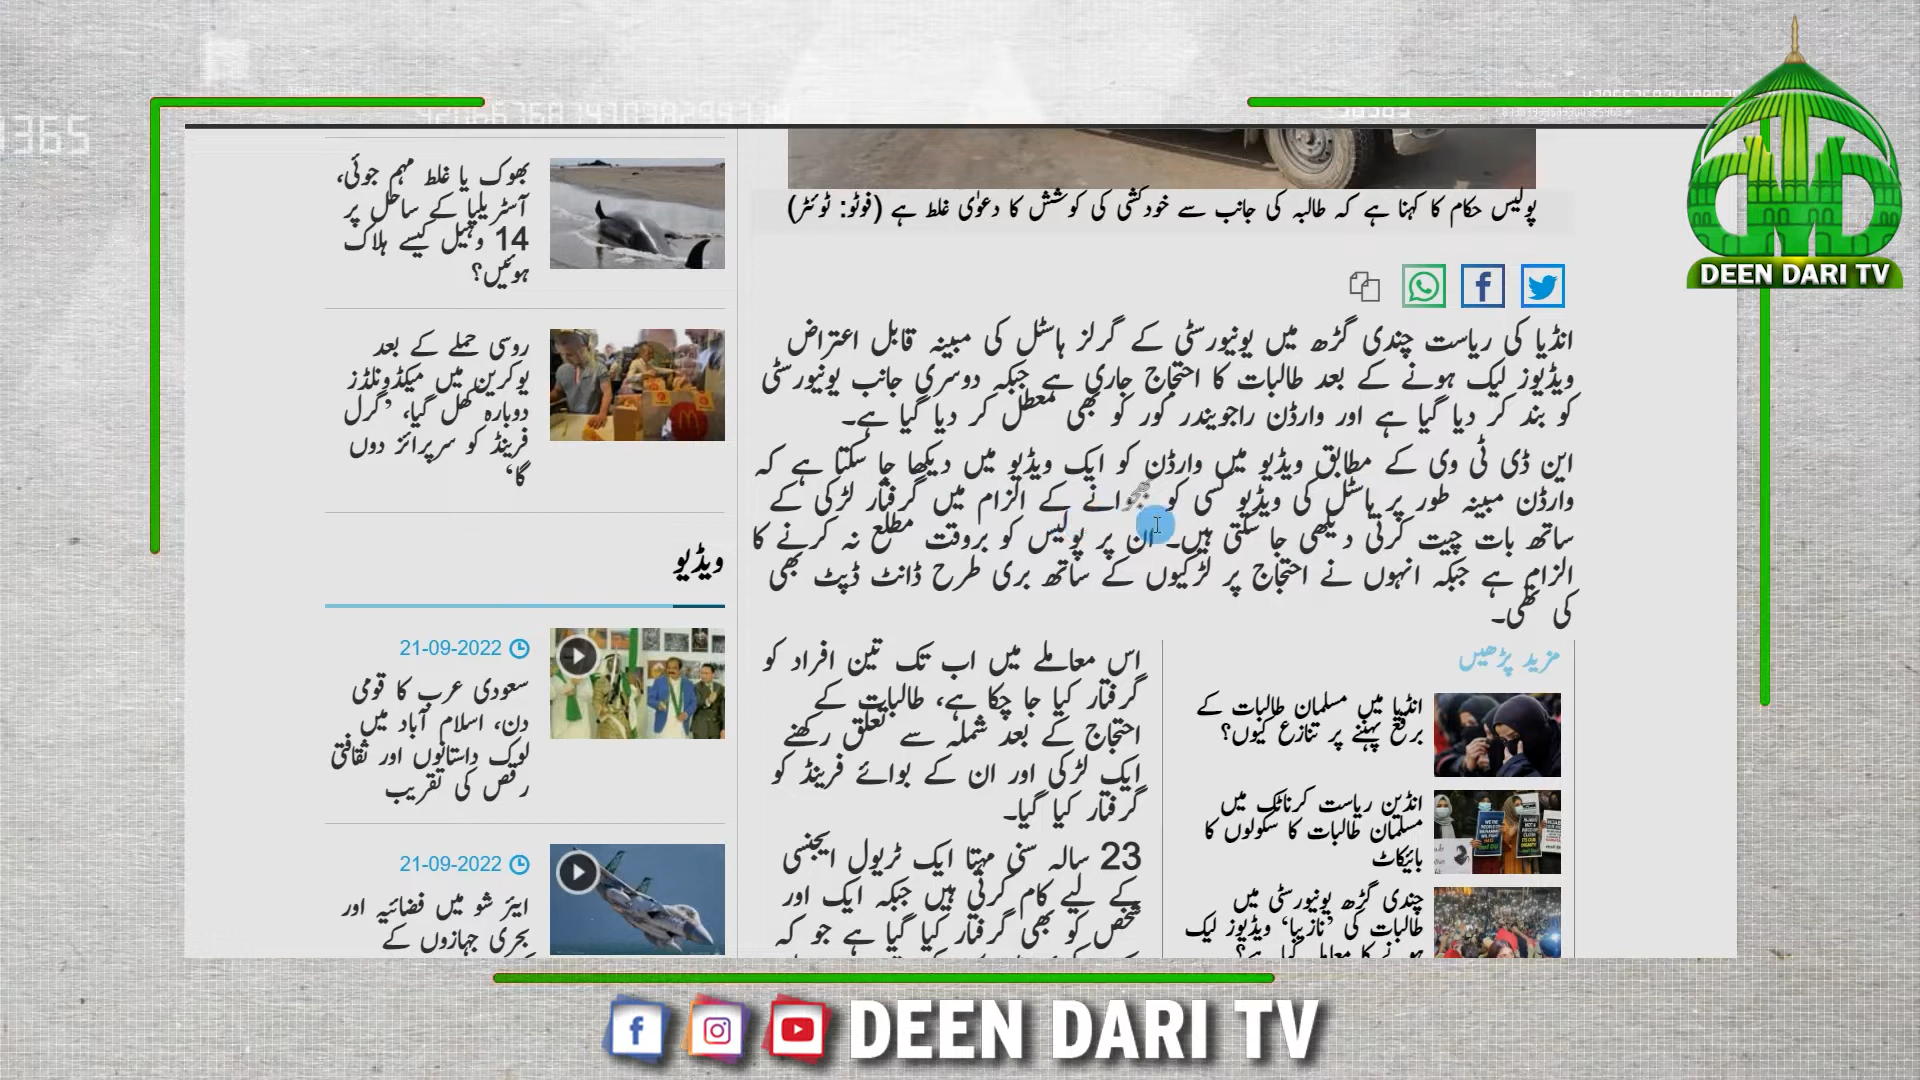 DEEN DARI TV
پولیس حکام کا کہنا ہے کہ طالبہ کی جانب سے خودکشی کی کوشش کا دعوٰی غلط ہے (فوٹو: ٹوئٹر)
انڈیا کی ریاست چندی گڑھ میں یونیورسٹی کے گرلز ہاسٹل کی مبینہ قابل اعتراض
ویڈیوز لیک ہونے کے بعد طالبات کا احتجاج جاری ہے جبکہ دوسری جانب یونیورسٹی
کو بند کر دیا گیا ہے اور وارڈن راجویندر کور کو بھی معطل کر دیا گیا ہے۔
این ڈی ٹی وی کے مطابق ویڈیو میں وارڈن کو ایک ویڈیو میں دیکھا جا سکتا ہے کہ
وارڈن مبینہ طور پر ہاسٹل کی ویڈیو کسی کو بھجوانے کے الزام میں گرفتار لڑکی کے
ساتھ بات چیت کرتی دیکھی جا سکتی ہیں۔ ان پر پولیس کو بروقت مطلع نہ کرنے کا
الزام ہے جبکہ انہوں نے احتجاج پر لڑکیوں کے ساتھ بری طرح ڈانٹ ڈپٹ بھی
کی تھی۔
مزید پڑھیں
انڈیا میں مسلمان طالبات کے
برقع پہننے پر تنازع کیوں؟
انڈین ریاست کرناٹک میں
مسلمان طالبات کا سکولوں کا
بائیکاٹ
چندی گڑھ یونیورسٹی میں
طالبات کی ’نازیبا‘ ویڈیوز لیک
ہونے کا معاملہ کیا ہے؟
اس معاملے میں اب تک تین افراد کو
گرفتار کیا جا چکا ہے، طالبات کے
احتجاج کے بعد شملہ سے تعلق رکھنے
ایک لڑکی اور ان کے بوائے فرینڈ کو
گرفتار کیا گیا۔
23 سالہ سنی مہتا ایک ٹریول ایجنسی
کے لیے کام کرتی ہیں جبکہ ایک اور
شخص کو بھی گرفتار کیا گیا ہے جو کہ
بھوک یا غلط مہم جوئی،
آسٹریلیا کے ساحل پر
14 وہیل کیسے ہلاک
ہوئیں؟
روسی حملے کے بعد
یوکرین میں میکڈونلڈز
دوبارہ کھل گیا، ’گرل
فرینڈ کو سرپرائز دوں
گا‘
ویڈیو
21-09-2022
سعودی عرب کا قومی
دن، اسلام آباد میں
لوک داستانوں اور ثقافتی
رقص کی تقریب
21-09-2022
ایئر شو میں فضائیہ اور
بحری جہازوں کے
DEEN DARI TV